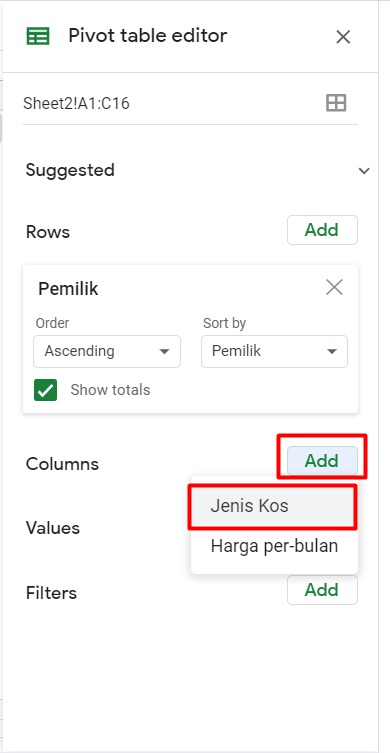 Pivot table editor
Sheet2!A1:C16
Suggested
Rows Add
Pemilik
Order Sort by
Ascending Pemilik
Show totals
Columns Add
Jenis Kos
Values
Harga per-bulan
Filters Add